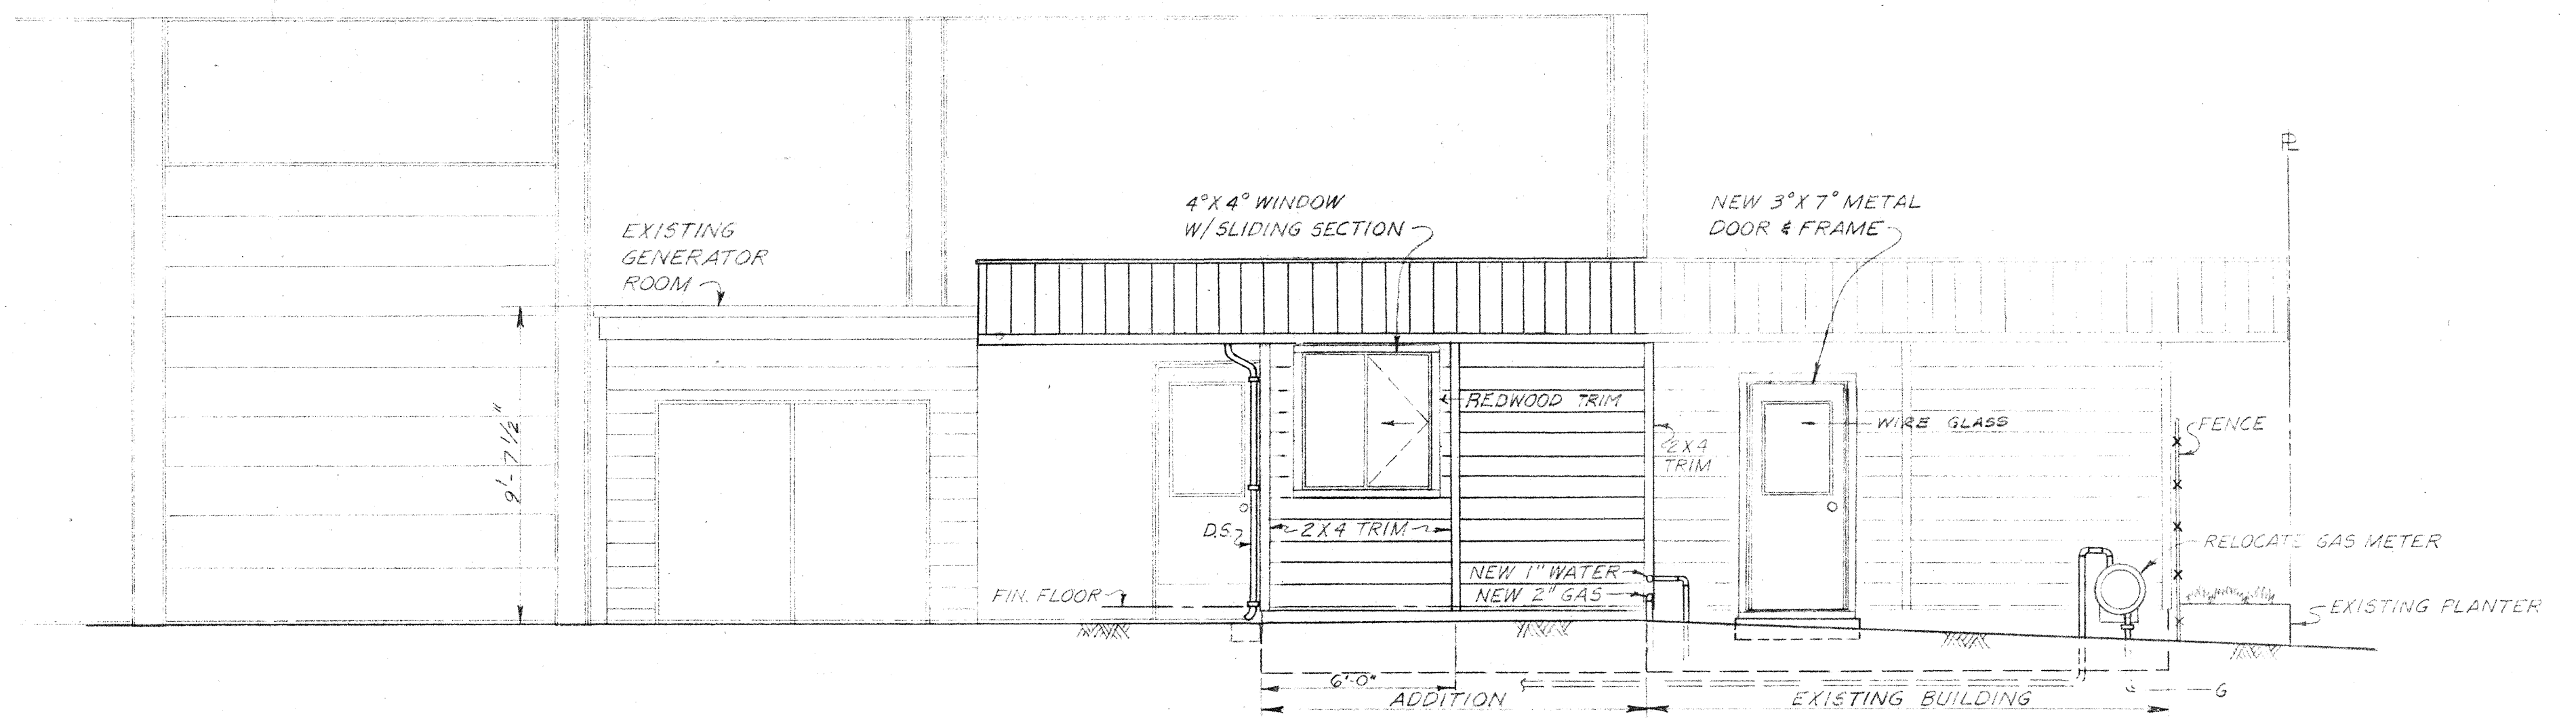 PL
4°X4° WINDOW
W/ SLIDING SECTION
NEW 3°X7° METAL
DOOR & FRAME
EXISTING
GENERATOR
ROOM
9'-7 1/2"
REDWOOD TRIM
WIRE GLASS
FENCE
2X4
TRIM
D.S.
2X4 TRIM
RELOCATE GAS METER
NEW 1" WATER
NEW 2" GAS
FIN. FLOOR
EXISTING PLANTER
6'-0"
ADDITION
EXISTING BUILDING
G